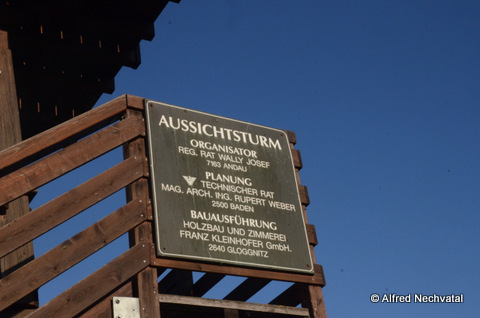 AUSSICHTSTURM
ORGANISATOR
REG. RAT WALLY JOSEF
7163 ANDAU
PLANUNG
TECHNISCHER RAT
MAG. ARCH. ING. RUPERT WEBER
2500 BADEN
BAUAUSFÜHRUNG
HOLZBAU UND ZIMMEREI
FRANZ KLEINHOFER GmbH.
2640 GLOGGNITZ
© Alfred Nechvatal